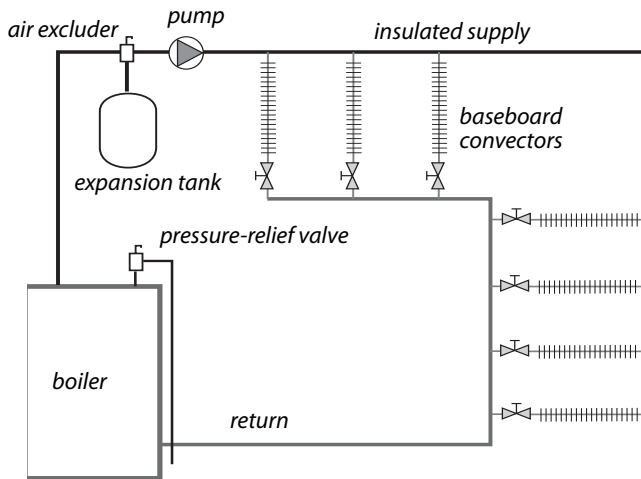 pump
air excluder
insulated supply
baseboard
convectors
expansion tank
pressure-relief valve
boiler
return